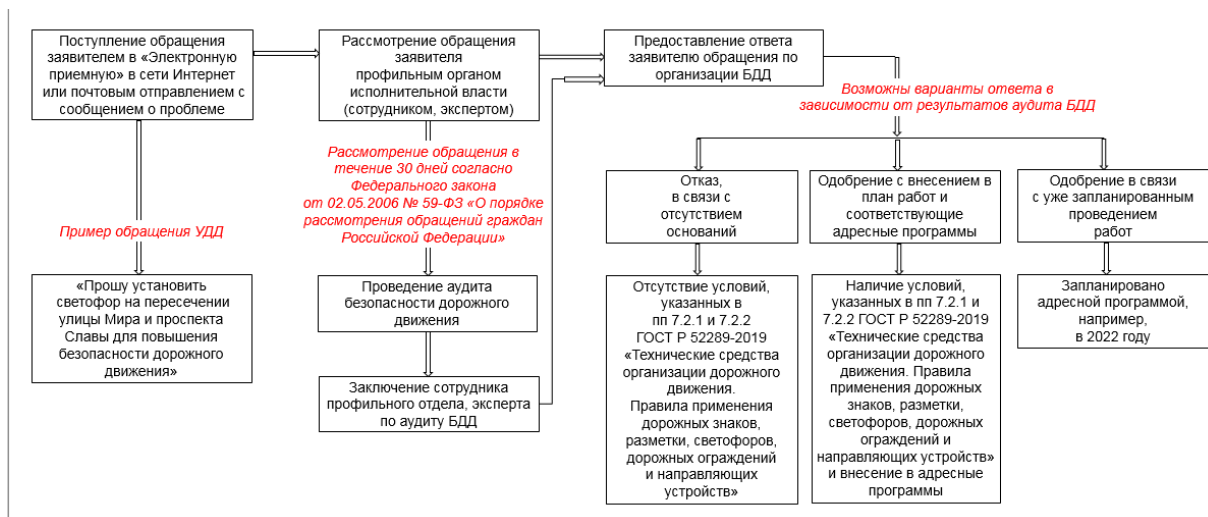 Поступление обращения
заявителем в «Электронную
приемную» в сети Интернет
или почтовым отправлением с
сообщением о проблеме
Рассмотрение обращения
заявителя
профильным органом
исполнительной власти
(сотрудником, экспертом)
Предоставление ответа
заявителю обращения по
организации БДД
Возможны варианты ответа в
зависимости от результатов аудита БДД
Рассмотрение обращения в
течение 30 дней согласно
Федерального закона
от 02.05.2006 № 59-ФЗ «О порядке
рассмотрения обращений граждан
Российской Федерации»
Пример обращения УДД
Отказ,
в связи с
отсутствием
оснований
Одобрение с внесением в
план работ и
соответствующие
адресные программы
Одобрение в связи
с уже запланированным
проведением
работ
«Прошу установить
светофор на пересечении
улицы Мира и проспекта
Славы для повышения
безопасности дорожного
движения»
Проведение аудита
безопасности дорожного
движения
Заключение сотрудника
профильного отдела, эксперта
по аудиту БДД
Отсутствие условий,
указанных в
пп 7.2.1 и 7.2.2
ГОСТ Р 52289-2019
«Технические средства
организации дорожного
движения.
Правила применения
дорожных знаков,
разметки, светофоров,
дорожных ограждений
и направляющих
устройств»
Наличие условий,
указанных в пп 7.2.1 и
7.2.2 ГОСТ Р 52289-2019
«Технические средства
организации дорожного
движения. Правила
применения дорожных
знаков, разметки,
светофоров, дорожных
ограждений и
направляющих устройств»
и внесение в адресные
программы
Запланировано
адресной программой,
например,
в 2022 году